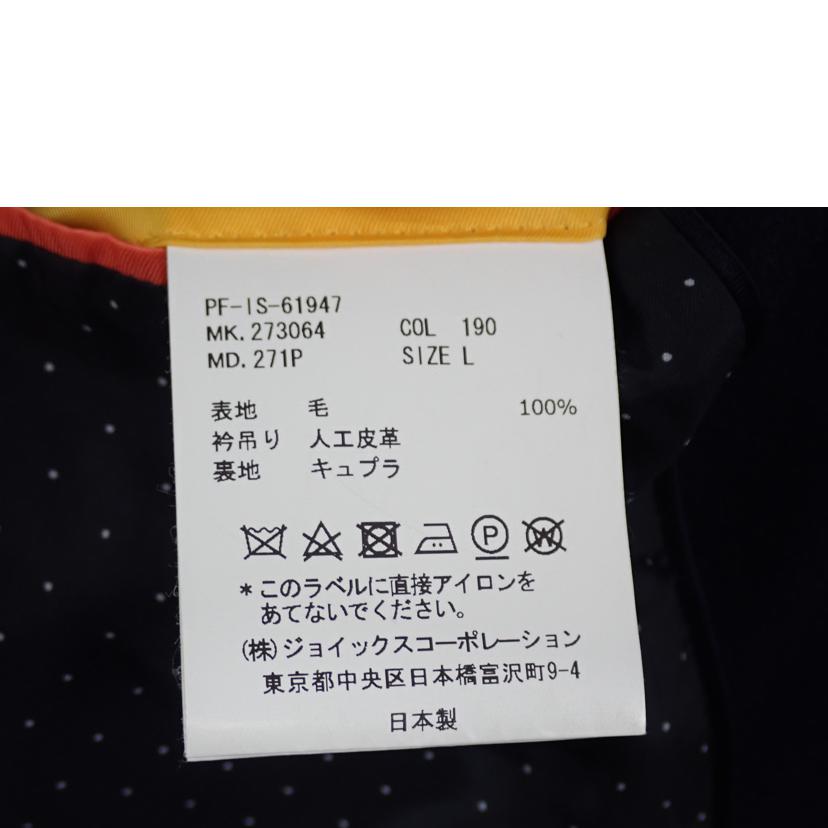 PF-IS-61947
MK. 273064 COL 190
MD. 271P SIZE L
表地 毛 100%
衿吊り 人工皮革
裏地 キュプラ
P W
*このラベルに直接アイロンを
あてないでください。
(株)ジョイックスコーポレーション
東京都中央区日本橋富沢町9-4
日本製